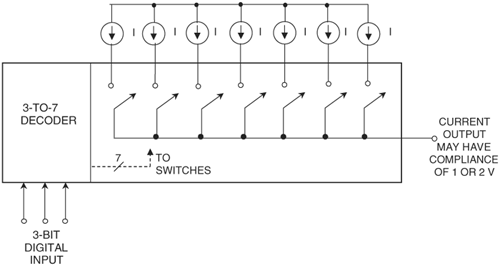 I I I I I I I
3-TO-7
DECODER
7
TO
SWITCHES
CURRENT
OUTPUT
MAY HAVE
COMPLIANCE
OF 1 OR 2 V
3-BIT
DIGITAL
INPUT